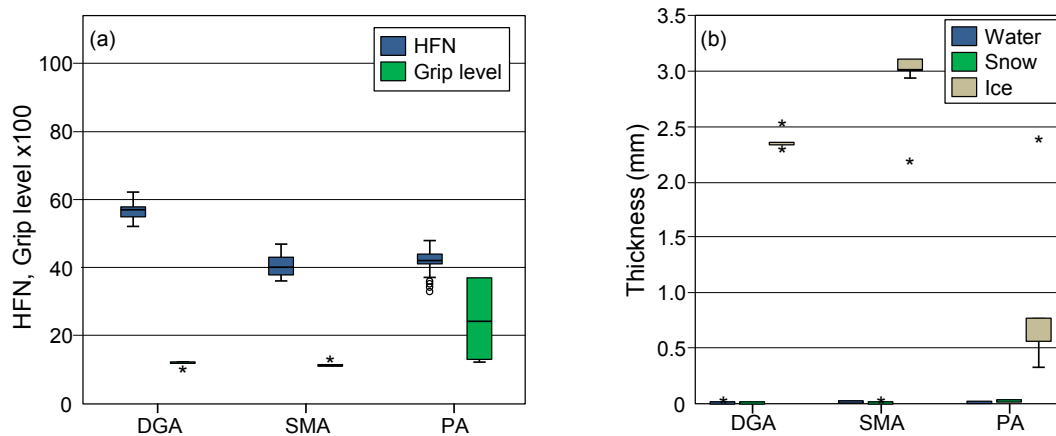 (a)
HFN
Grip level
HFN, Grip level x100
100
80
60
40
20
0
DGA
SMA
PA
(b)
Water
Snow
Ice
Thickness (mm)
3.5
3.0
2.5
2.0
1.5
1.0
0.5
0
DGA
SMA
PA